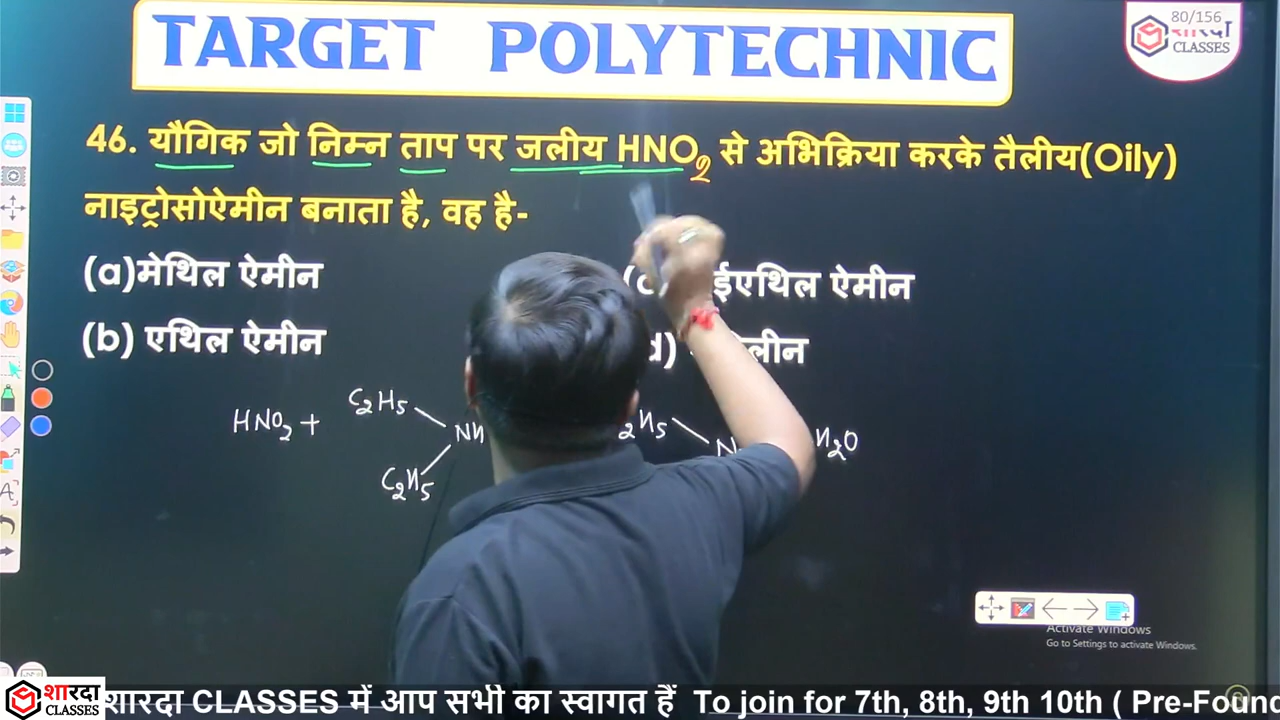 TARGET POLYTECHNIC
80/156
शारदा
CLASSES
46. यौगिक जो निम्न ताप पर जलीय HNO2 से अभिक्रिया करके तैलीय(Oily)
नाइट्रोसोऐमीन बनाता है, वह है-
(a)मेथिल ऐमीन
ईएथिल ऐमीन
(b) एथिल ऐमीन
d) लीन
HNO2 + C2H5
C2H5
NH
2H5
N
H2O
Activate Windows
Go to Settings to activate Windows.
शारदा
CLASSES
शारदा CLASSES में आप सभी का स्वागत हैं To join for 7th, 8th, 9th 10th ( Pre-Found